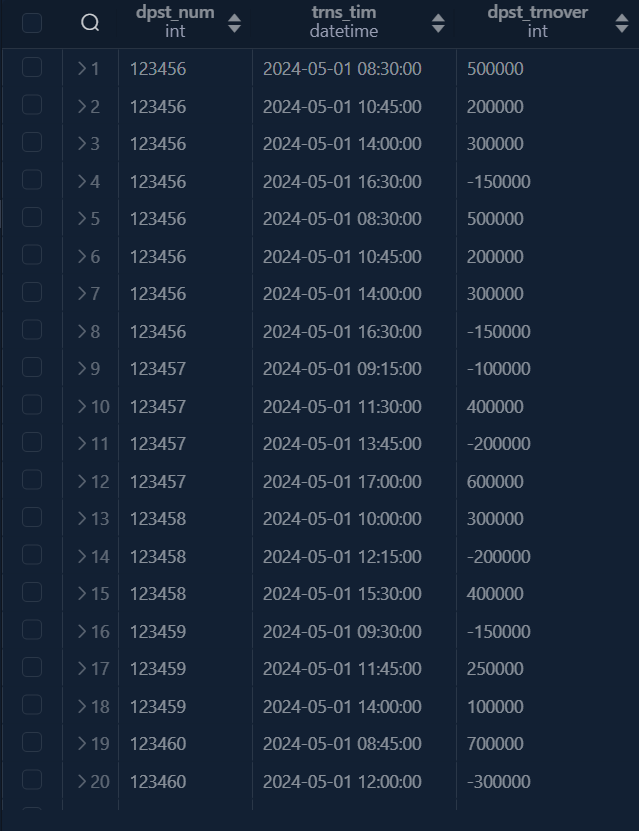 dpst_num trns_tim dpst_trnover
int datetime int
1 123456 2024-05-01 08:30:00 500000
2 123456 2024-05-01 10:45:00 200000
3 123456 2024-05-01 14:00:00 300000
4 123456 2024-05-01 16:30:00 -150000
5 123456 2024-05-01 08:30:00 500000
6 123456 2024-05-01 10:45:00 200000
7 123456 2024-05-01 14:00:00 300000
8 123456 2024-05-01 16:30:00 -150000
9 123457 2024-05-01 09:15:00 -100000
10 123457 2024-05-01 11:30:00 400000
11 123457 2024-05-01 13:45:00 -200000
12 123457 2024-05-01 17:00:00 600000
13 123458 2024-05-01 10:00:00 300000
14 123458 2024-05-01 12:15:00 -200000
15 123458 2024-05-01 15:30:00 400000
16 123459 2024-05-01 09:30:00 -150000
17 123459 2024-05-01 11:45:00 250000
18 123459 2024-05-01 14:00:00 100000
19 123460 2024-05-01 08:45:00 700000
20 123460 2024-05-01 12:00:00 -300000